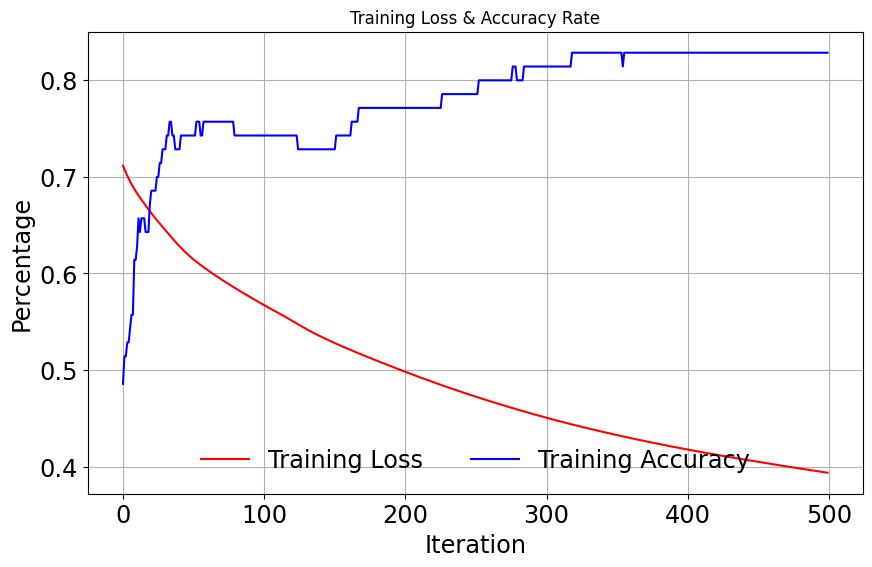 Training Loss & Accuracy Rate
Percentage
0.8
0.7
0.6
0.5
0.4
Training Loss Training Accuracy
0 100 200 300 400 500
Iteration